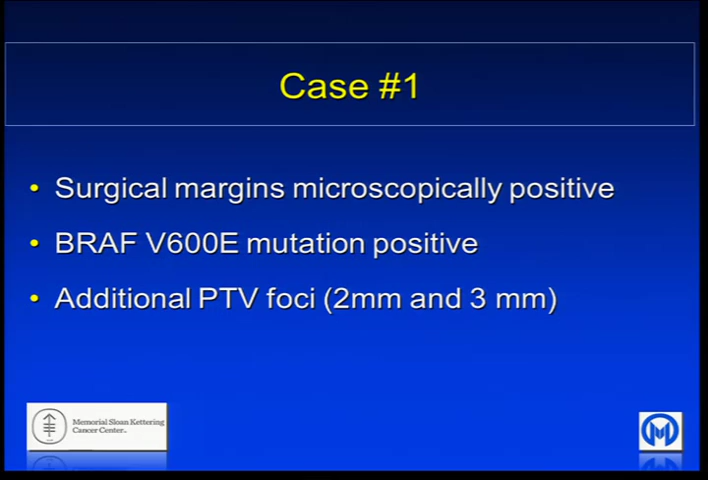 Case #1
• Surgical margins microscopically positive
• BRAF V600E mutation positive
• Additional PTV foci (2mm and 3 mm)
Memorial Sloan Kettering
Cancer Center